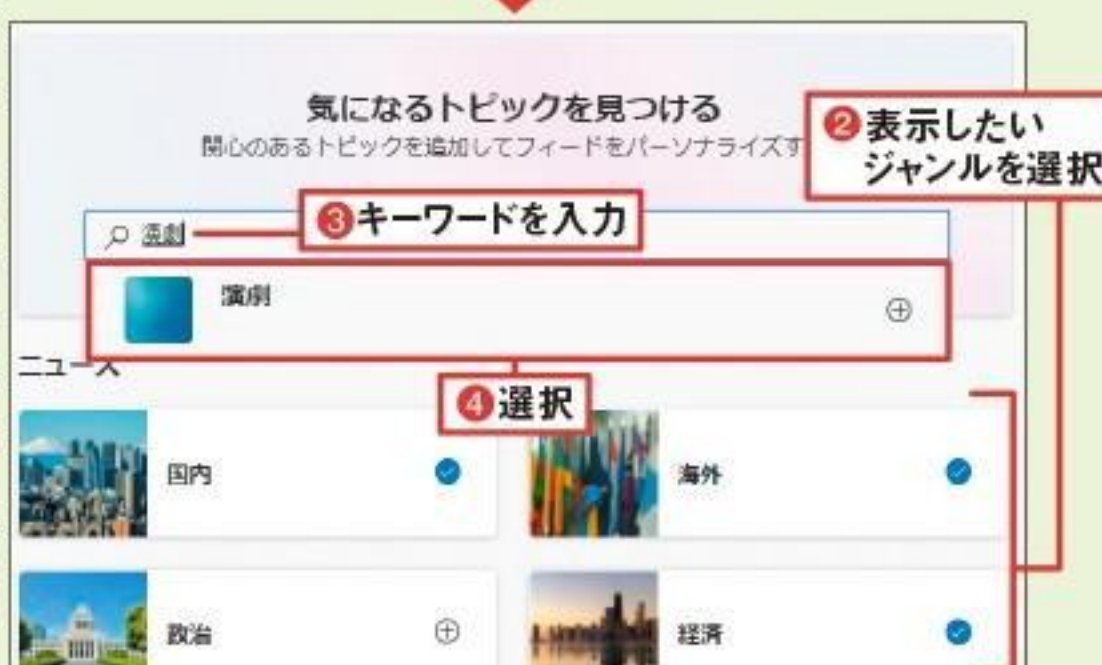 気になるトピックを見つける
関心のあるトピックを追加してフィードをパーソナライズす
❷表示したい
ジャンルを選択
❸キーワードを入力
演劇
演劇
ニュース
❹選択
国内
海外
政治
経済